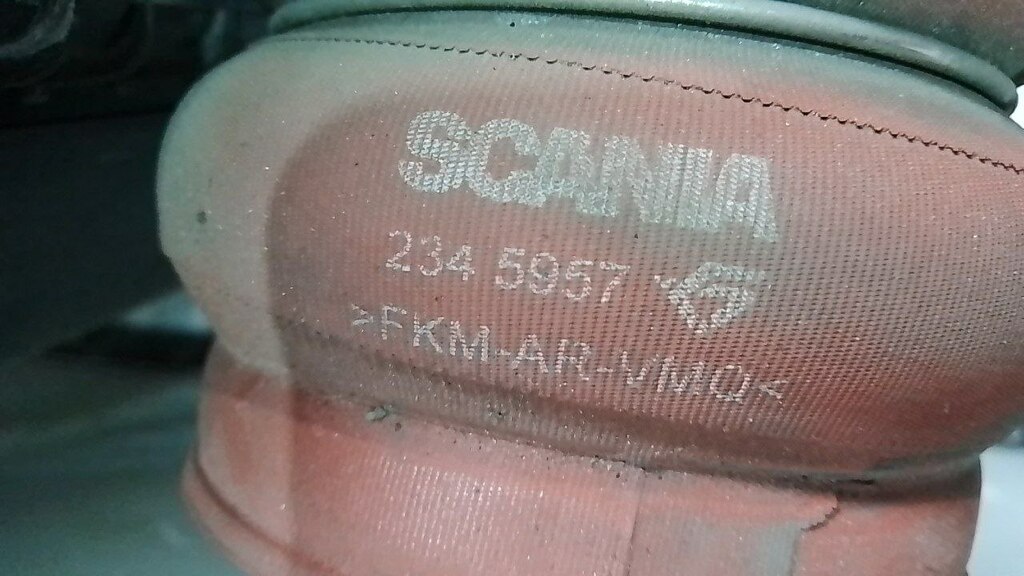 SCANIA
234 5957
>FKM-AR-VMQ<